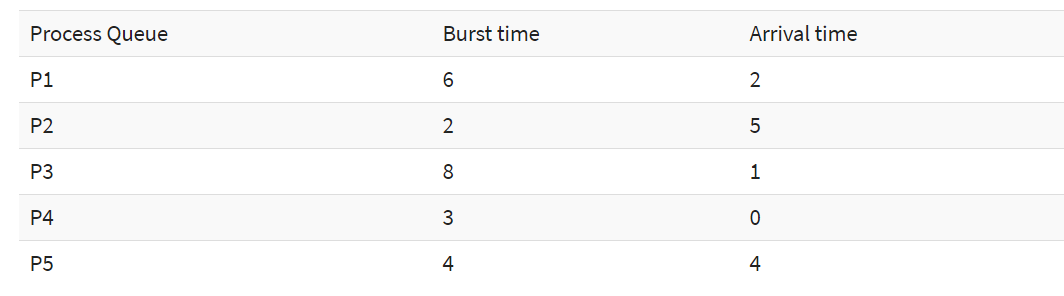 Process Queue Burst time Arrival time
P1 6 2
P2 2 5
P3 8 1
P4 3 0
P5 4 4